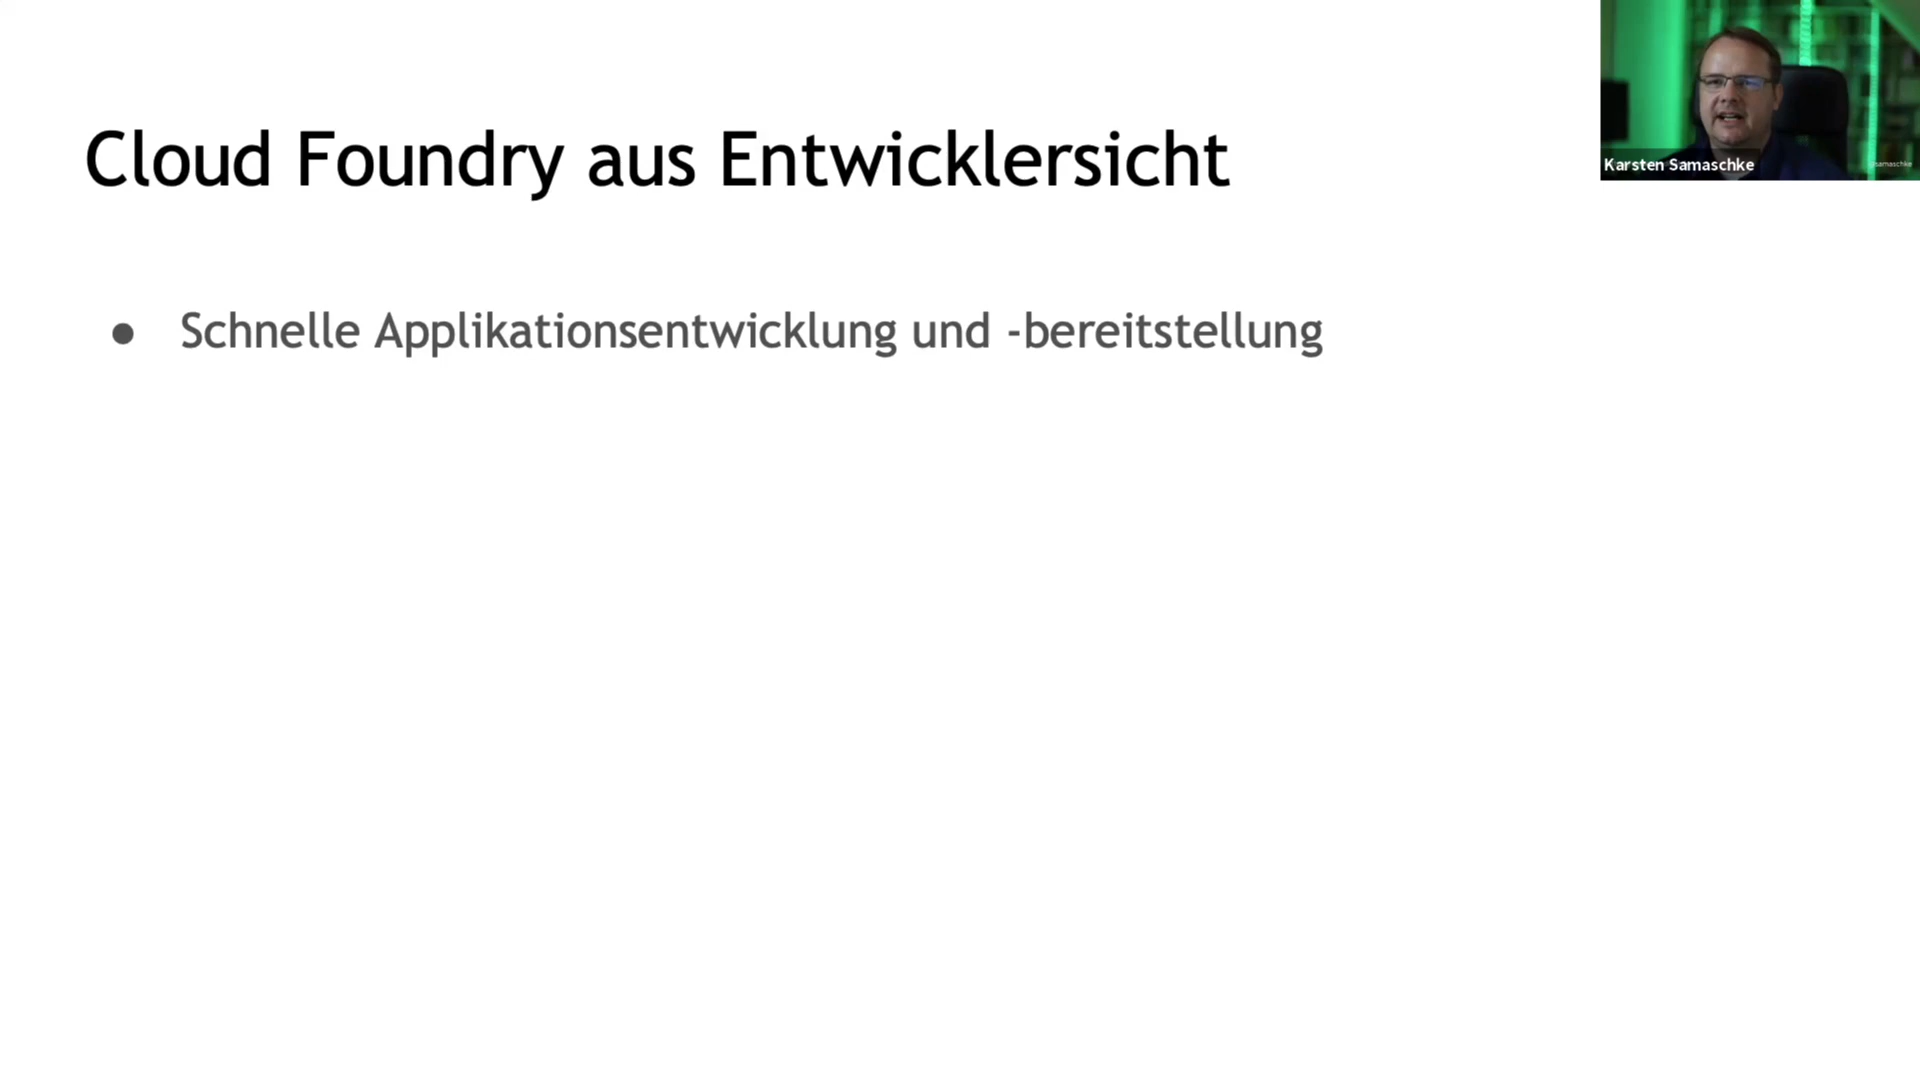 Cloud Foundry aus Entwicklersicht
● Schnelle Applikationsentwicklung und -bereitstellung
Karsten Samaschke